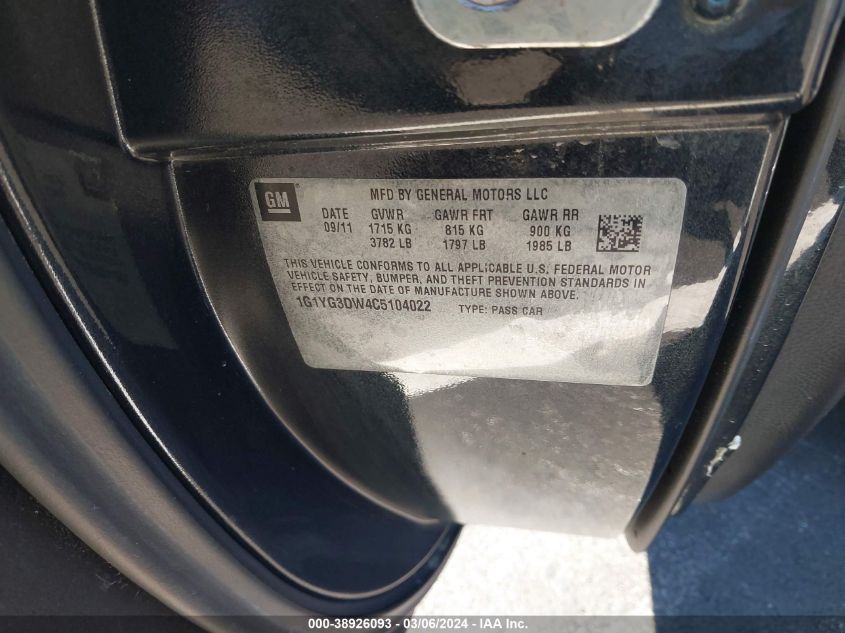 GM
MFD BY GENERAL MOTORS LLC
DATE GVWR GAWR FRT GAWR RR
09/11 1715 KG 815 KG 900 KG
3782 LB 1797 LB 1985 LB
THIS VEHICLE CONFORMS TO ALL APPLICABLE U.S. FEDERAL MOTOR
VEHICLE SAFETY, BUMPER, AND THEFT PREVENTION STANDARDS IN
EFFECT ON THE DATE OF MANUFACTURE SHOWN ABOVE.
1G1YG3DW4C5104022 TYPE: PASS CAR
000-38926093 - 03/06/2024 - IAA Inc.